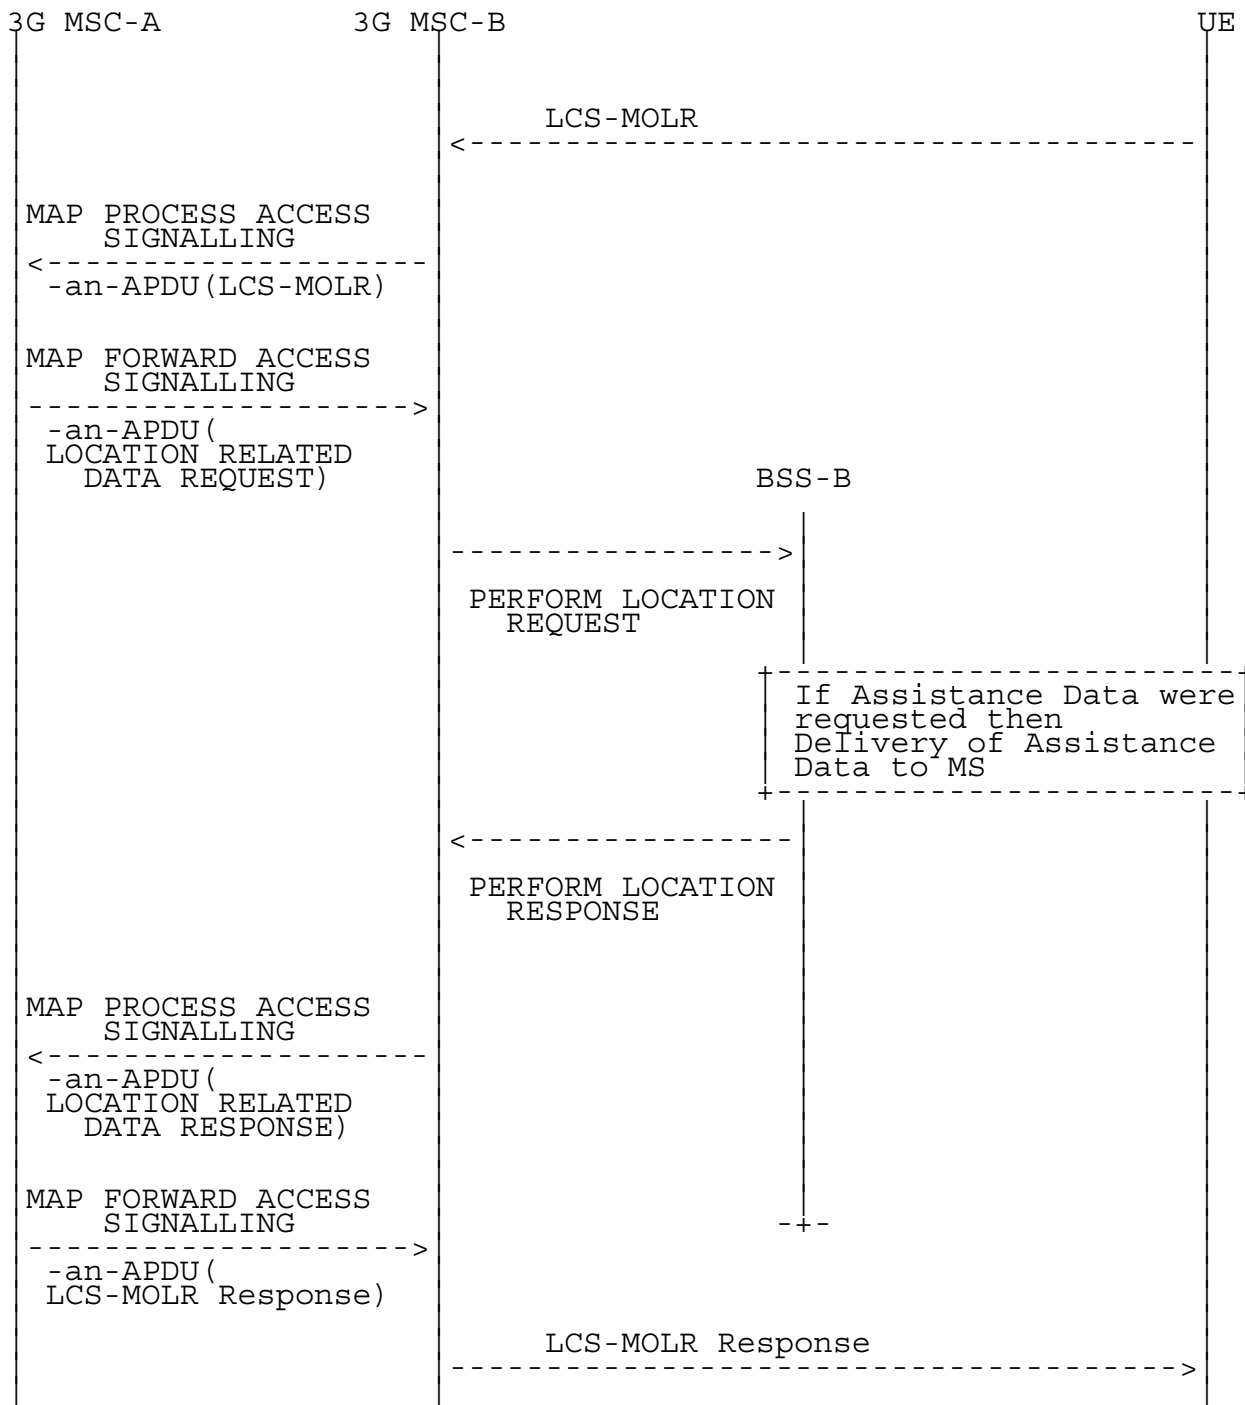 3G MSC-A 3G MSC-B UE
LCS-MOLR
MAP PROCESS ACCESS
SIGNALLING
-an-APDU(LCS-MOLR)
MAP FORWARD ACCESS
SIGNALLING
-an-APDU(
LOCATION RELATED
DATA REQUEST)
BSS-B
PERFORM LOCATION
REQUEST
If Assistance Data were
requested then
Delivery of Assistance
Data to MS
PERFORM LOCATION
RESPONSE
MAP PROCESS ACCESS
SIGNALLING
-an-APDU(
LOCATION RELATED
DATA RESPONSE)
MAP FORWARD ACCESS
SIGNALLING
-an-APDU(
LCS-MOLR Response)
LCS-MOLR Response